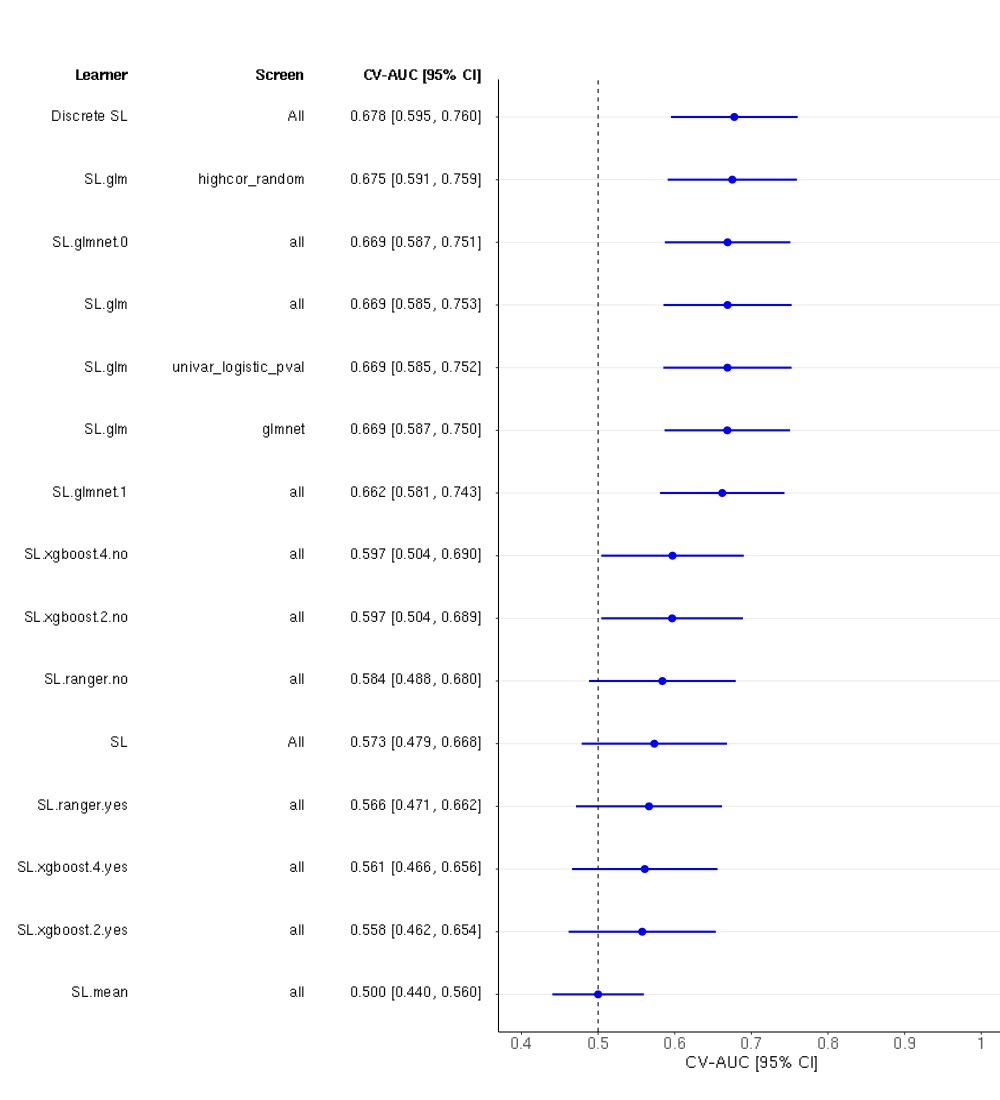 Learner Screen CV-AUC [95% CI]
Discrete SL All 0.678 [0.595, 0.760]
SL.glm highcor_random 0.675 [0.591, 0.759]
SL.glmnet.0 all 0.669 [0.587, 0.751]
SL.glm all 0.669 [0.585, 0.753]
SL.glm univar_logistic_pval 0.669 [0.585, 0.752]
SL.glm glmnet 0.669 [0.587, 0.750]
SL.glmnet.1 all 0.662 [0.581, 0.743]
SL.xgboost.4.no all 0.597 [0.504, 0.690]
SL.xgboost.2.no all 0.597 [0.504, 0.689]
SL.ranger.no all 0.584 [0.488, 0.680]
SL All 0.573 [0.479, 0.668]
SL.ranger.yes all 0.566 [0.471, 0.662]
SL.xgboost.4.yes all 0.561 [0.466, 0.656]
SL.xgboost.2.yes all 0.558 [0.462, 0.654]
SL.mean all 0.500 [0.440, 0.560]
0.4 0.5 0.6 0.7 0.8 0.9 1
CV-AUC [95% CI]